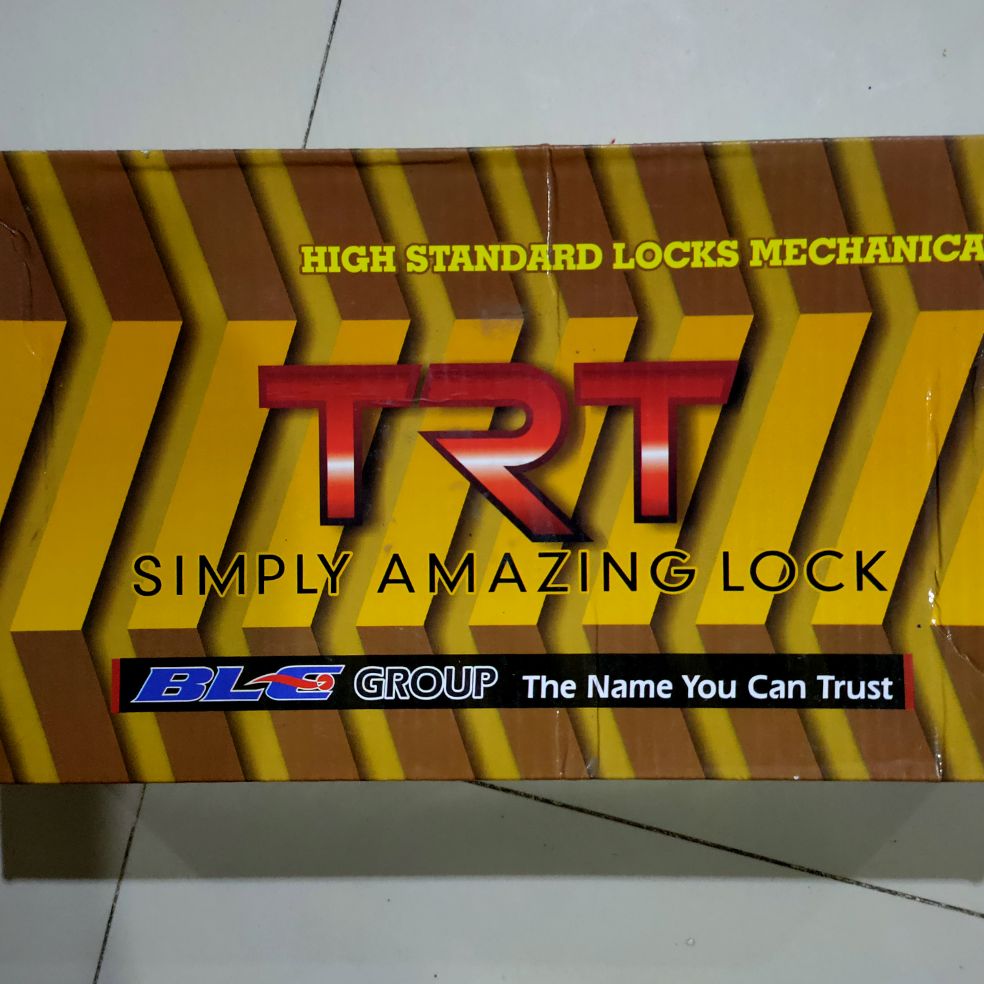 HIGH STANDARD LOCKS MECHANICA
TRT
SIMPLY AMAZING LOCK
BLE GROUP The Name You Can Trust